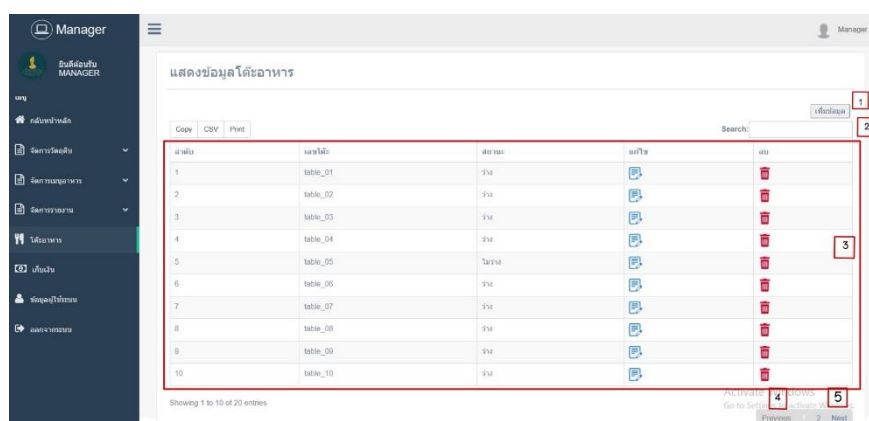 Manager
Manager
ยินดีต้อนรับ
MANAGER
เมนู
กลับหน้าหลัก
จัดการวัตถุดิบ
จัดการเมนูอาหาร
จัดการรายงาน
โต๊ะอาหาร
เก็บเงิน
ข้อมูลผู้ใช้ระบบ
ออกจากระบบ
แสดงข้อมูลโต๊ะอาหาร
เพิ่มข้อมูล 1
Copy CSV Print Search: 2
ลำดับ เลขโต๊ะ สถานะ แก้ไข ลบ
1 table_01 ว่าง
2 table_02 ว่าง
3 table_03 ว่าง
4 table_04 ว่าง
3
5 table_05 ไม่ว่าง
6 table_06 ว่าง
7 table_07 ว่าง
8 table_08 ว่าง
9 table_09 ว่าง
10 table_10 ว่าง
Showing 1 to 10 of 20 entries
Activate Windows
Go to Settings to activate
4 5
Previous 1 2 Next